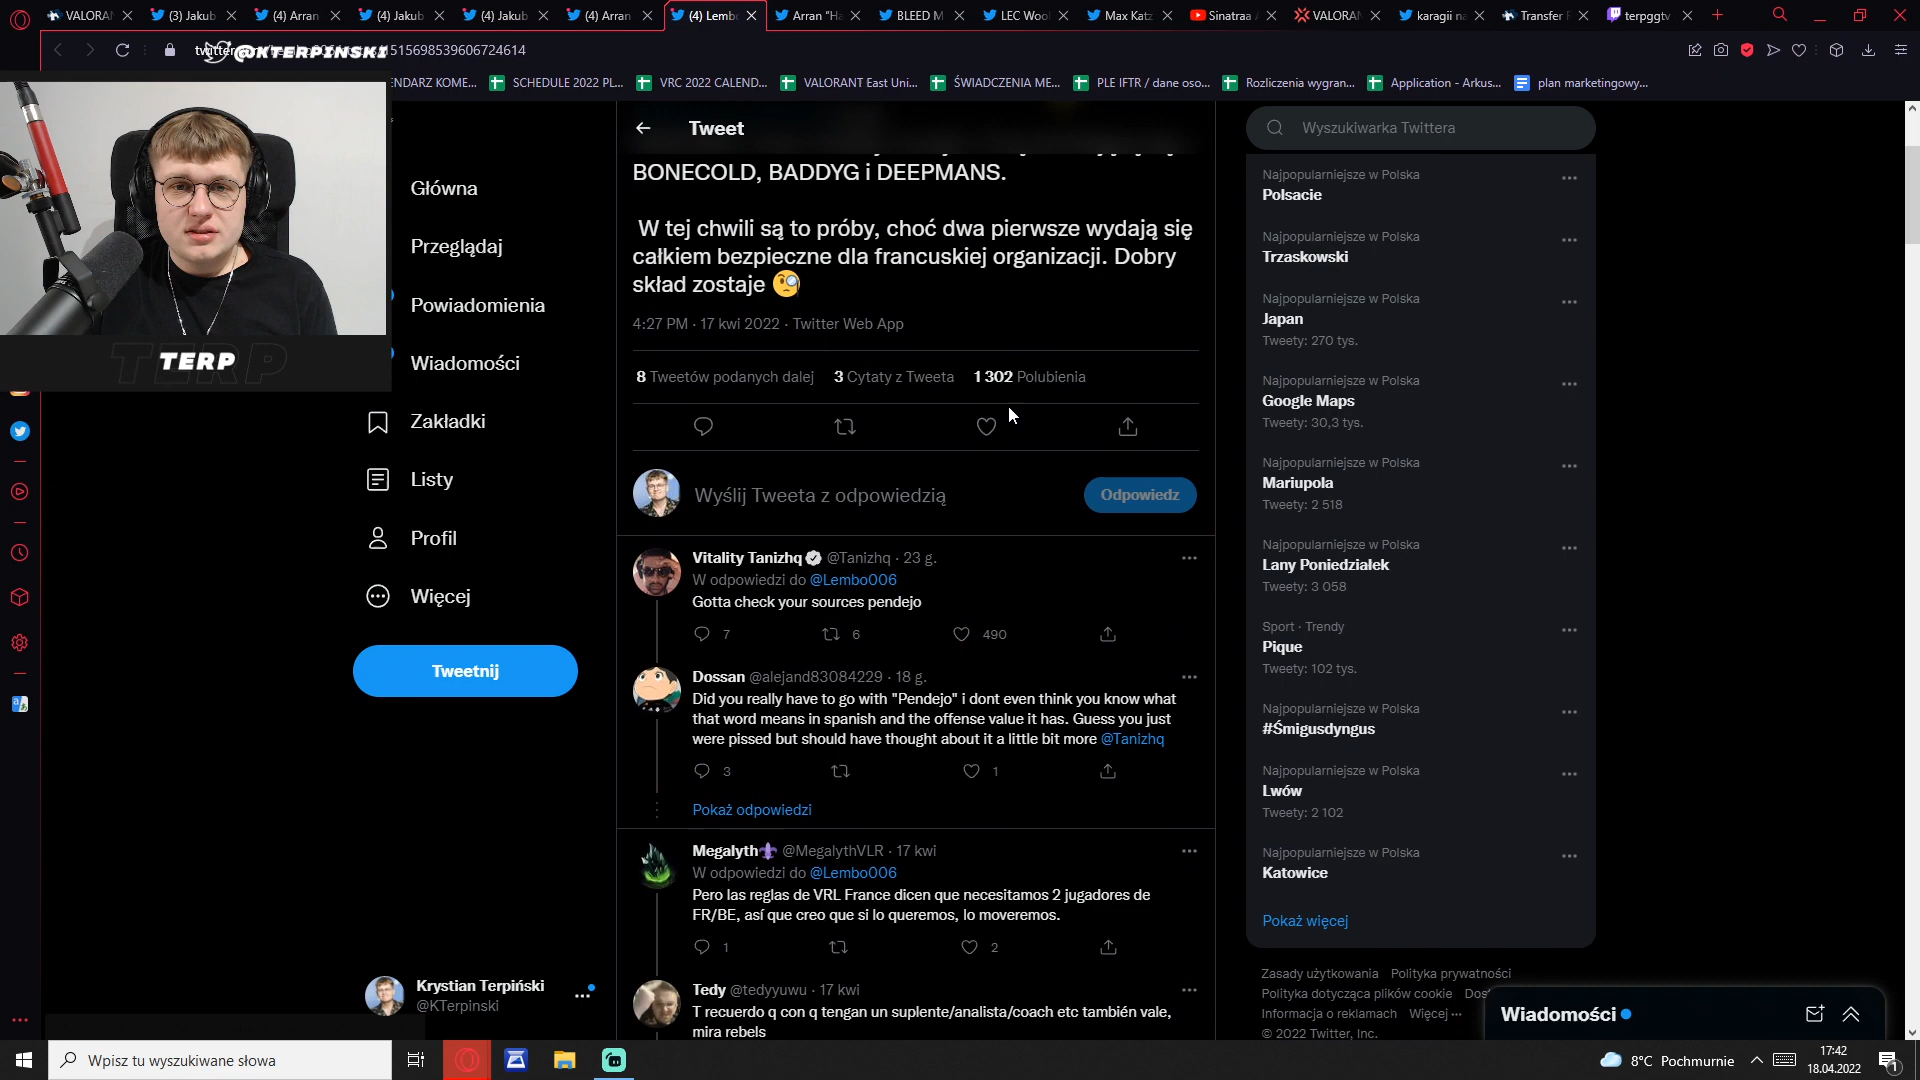 VALORAN
(3) Jakub
(4) Arran
(4) Jakub
(4) Jakub
(4) Arran
(4) Lembo
Arran "Ha
BLEED M
LEC Wool
Max Katz
Sinatraa
VALORAN
karagii na
Transfer F
terpggtv
@KTERPINSKI
1515698539606724614
ENDARZ KOME...
SCHEDULE 2022 PL...
VRC 2022 CALEND...
VALORANT East Uni...
ŚWIADCZENIA ME...
PLE IFTR / dane oso...
Rozliczenia wygran...
Application - Arkus...
plan marketingowy...
TERP
Główna
Przeglądaj
Powiadomienia
Wiadomości
Zakładki
Listy
Profil
Więcej
Tweetnij
Krystian Terpiński
@KTerpinski
Tweet
BONECOLD, BADDYG i DEEPMANS.
W tej chwili są to próby, choć dwa pierwsze wydają się
całkiem bezpieczne dla francuskiej organizacji. Dobry
skład zostaje 🧐
4:27 PM · 17 kwi 2022 · Twitter Web App
8 Tweetów podanych dalej 3 Cytaty z Tweeta 1 302 Polubienia
Wyślij Tweeta z odpowiedzią
Odpowiedz
Vitality Tanizhq @Tanizhq · 23 g.
W odpowiedzi do @Lembo006
Gotta check your sources pendejo
7 6 490
Dossan @alejand83084229 · 18 g.
Did you really have to go with "Pendejo" i dont even think you know what
that word means in spanish and the offense value it has. Guess you just
were pissed but should have thought about it a little bit more @Tanizhq
3 1
Pokaż odpowiedzi
Megalyth⚜ @MegalythVLR · 17 kwi
W odpowiedzi do @Lembo006
Pero las reglas de VRL France dicen que necesitamos 2 jugadores de
FR/BE, así que creo que si lo queremos, lo moveremos.
1 2
Tedy @tedyyuwu · 17 kwi
T recuerdo q con q tengan un suplente/analista/coach etc también vale,
mira rebels
Wyszukiwarka Twittera
Najpopularniejsze w Polska
Polsacie
Najpopularniejsze w Polska
Trzaskowski
Najpopularniejsze w Polska
Japan
Tweety: 270 tys.
Najpopularniejsze w Polska
Google Maps
Tweety: 30,3 tys.
Najpopularniejsze w Polska
Mariupola
Tweety: 2 518
Najpopularniejsze w Polska
Lany Poniedziałek
Tweety: 3 058
Sport · Trendy
Pique
Tweety: 102 tys.
Najpopularniejsze w Polska
#Śmigusdyngus
Najpopularniejsze w Polska
Lwów
Tweety: 2 102
Najpopularniejsze w Polska
Katowice
Pokaż więcej
Zasady użytkowania Polityka prywatności
Polityka dotycząca plików cookie
Informacja o reklamach Więcej ···
© 2022 Twitter, Inc.
Wiadomości
Wpisz tu wyszukiwane słowa
8°C Pochmurnie
17:42
18.04.2022
1